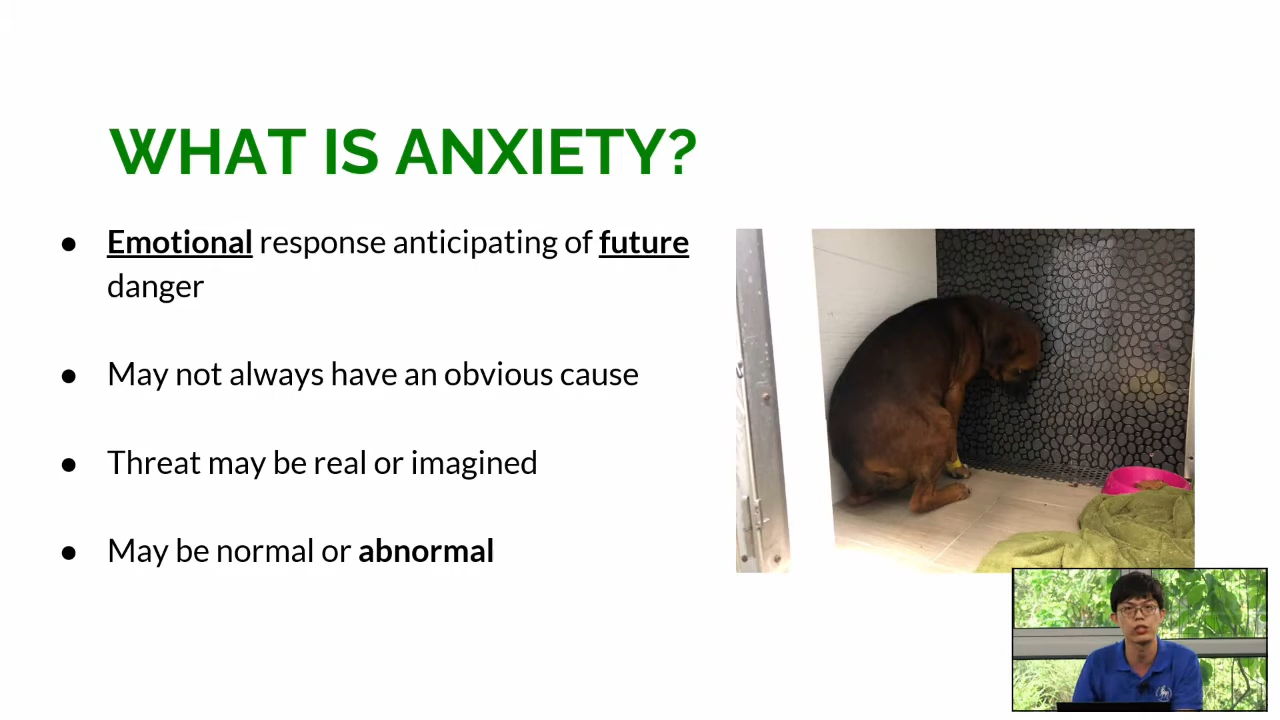 WHAT IS ANXIETY?
● Emotional response anticipating of future
danger
● May not always have an obvious cause
● Threat may be real or imagined
● May be normal or abnormal